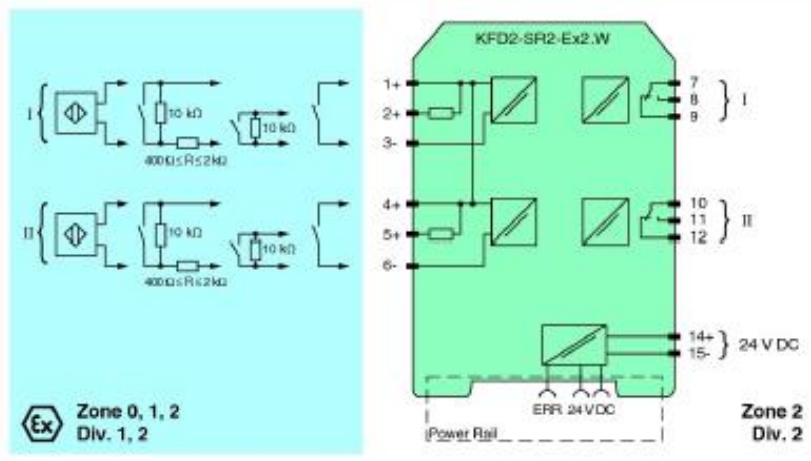 KFD2-SR2-Ex2.W
I
10 kΩ
10 kΩ
400 Ω ≤ R ≤ 2 kΩ
1+
2+
3-
7
8
9
I
II
10 kΩ
10 kΩ
400 Ω ≤ R ≤ 2 kΩ
4+
5+
6-
10
11
12
II
14+
15-
24 V DC
ERR 24 V DC
Power Rail
Ex
Zone 0, 1, 2
Div. 1, 2
Zone 2
Div. 2